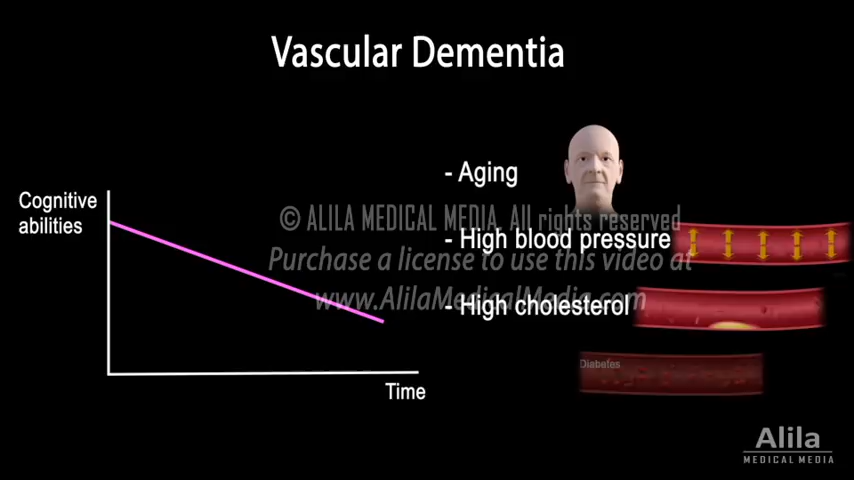 Vascular Dementia
Cognitive
abilities
Time
- Aging
- High blood pressure
- High cholesterol
Diabetes
© ALILA MEDICAL MEDIA. All rights reserved
Purchase a license to use this video at
www.AlilaMedicalMedia.com
Alila
MEDICAL MEDIA